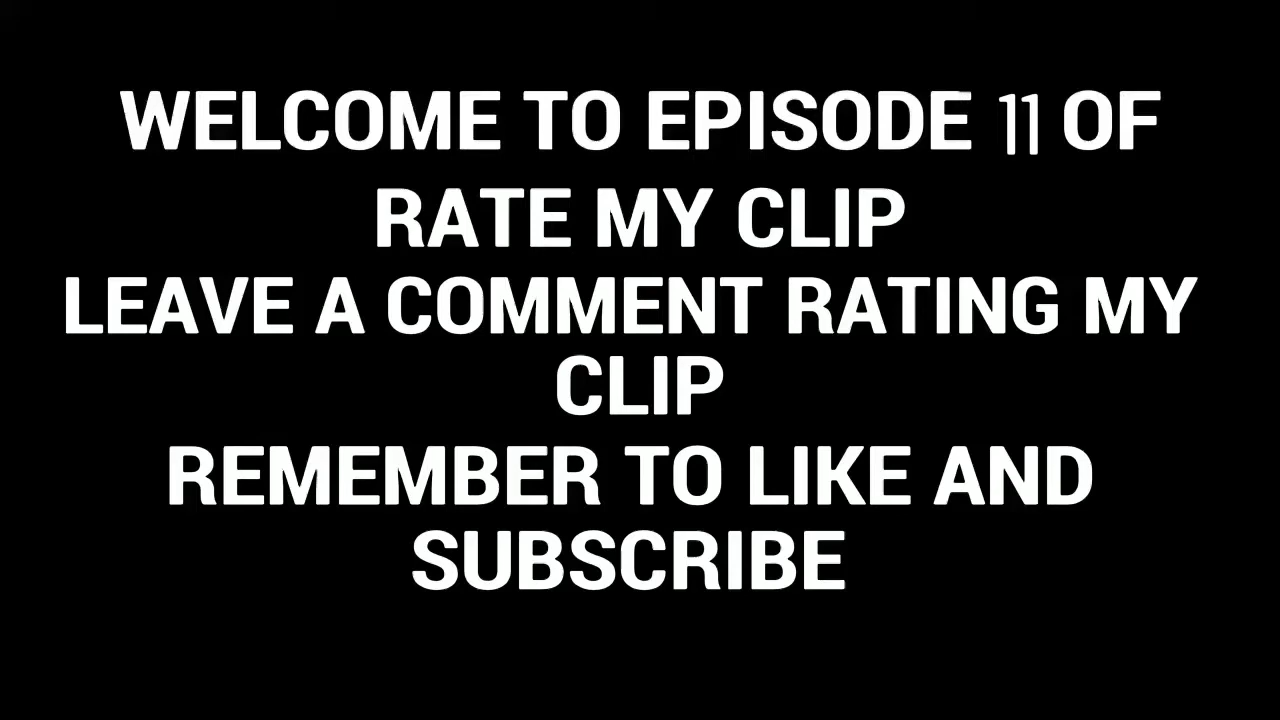 WELCOME TO EPISODE 11 OF
RATE MY CLIP
LEAVE A COMMENT RATING MY
CLIP
REMEMBER TO LIKE AND
SUBSCRIBE